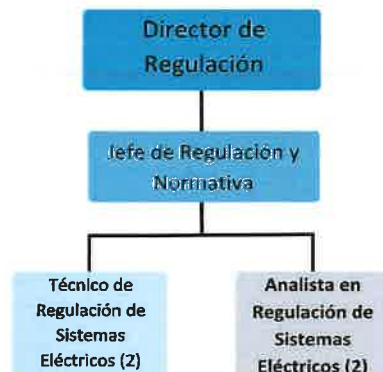 Director de
Regulación
Jefe de Regulación y
Normativa
Técnico de
Regulación de
Sistemas
Eléctricos (2)
Analista en
Regulación de
Sistemas
Eléctricos (2)